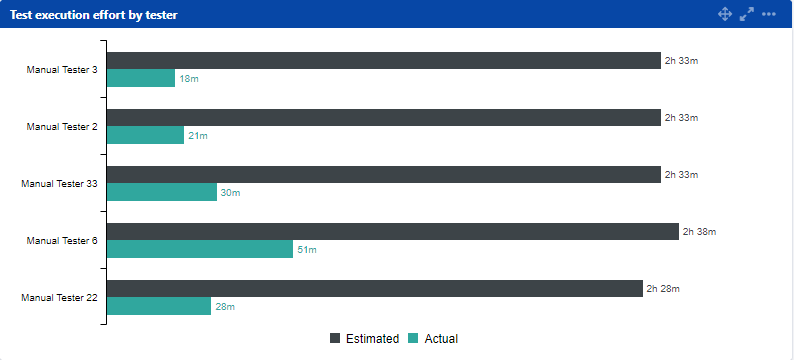 Test execution effort by tester
Manual Tester 3
2h 33m
18m
Manual Tester 2
2h 33m
21m
Manual Tester 33
2h 33m
30m
Manual Tester 6
2h 38m
51m
Manual Tester 22
2h 28m
28m
Estimated Actual